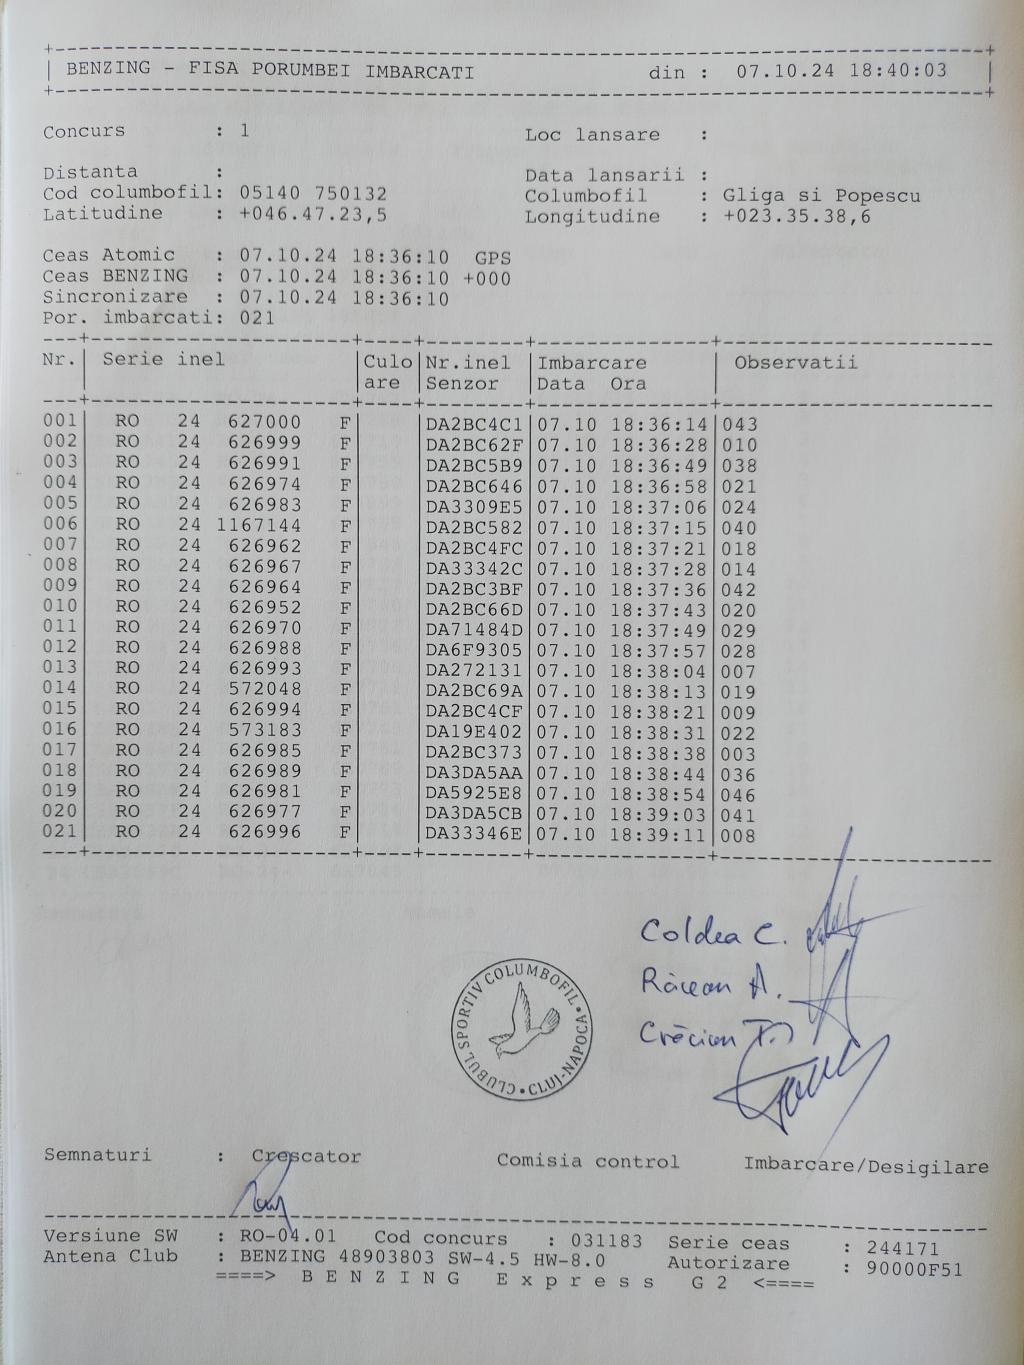 BENZING - FISA PORUMBEI IMBARCATI din : 07.10.24 18:40:03
Concurs : 1 Loc lansare :
Distanta : Data lansarii :
Cod columbofil: 05140 750132 Columbofil : Gliga si Popescu
Latitudine : +046.47.23,5 Longitudine : +023.35.38,6
Ceas Atomic : 07.10.24 18:36:10 GPS
Ceas BENZING : 07.10.24 18:36:10 +000
Sincronizare : 07.10.24 18:36:10
Por. imbarcati: 021
Nr. Serie inel Culo Nr.inel Imbarcare Observatii
are Senzor Data Ora
001 RO 24 627000 F DA2BC4C1 07.10 18:36:14 043
002 RO 24 626999 F DA2BC62F 07.10 18:36:28 010
003 RO 24 626991 F DA2BC5B9 07.10 18:36:49 038
004 RO 24 626974 F DA2BC646 07.10 18:36:58 021
005 RO 24 626983 F DA3309E5 07.10 18:37:06 024
006 RO 24 1167144 F DA2BC582 07.10 18:37:15 040
007 RO 24 626962 F DA2BC4FC 07.10 18:37:21 018
008 RO 24 626967 F DA33342C 07.10 18:37:28 014
009 RO 24 626964 F DA2BC3BF 07.10 18:37:36 042
010 RO 24 626952 F DA2BC66D 07.10 18:37:43 020
011 RO 24 626970 F DA71484D 07.10 18:37:49 029
012 RO 24 626988 F DA6F9305 07.10 18:37:57 028
013 RO 24 626993 F DA272131 07.10 18:38:04 007
014 RO 24 572048 F DA2BC69A 07.10 18:38:13 019
015 RO 24 626994 F DA2BC4CF 07.10 18:38:21 009
016 RO 24 573183 F DA19E402 07.10 18:38:31 022
017 RO 24 626985 F DA2BC373 07.10 18:38:38 003
018 RO 24 626989 F DA3DA5AA 07.10 18:38:44 036
019 RO 24 626981 F DA5925E8 07.10 18:38:54 046
020 RO 24 626977 F DA3DA5CB 07.10 18:39:03 041
021 RO 24 626996 F DA33346E 07.10 18:39:11 008
Coldea C.
Răcean A.
CLUBUL SPORTIV COLUMBOFIL • CLUJ-NAPOCA •
Semnaturi : Crescator Comisia control Imbarcare/Desigilare
Versiune SW : RO-04.01 Cod concurs : 031183 Serie ceas : 244171
Antena Club : BENZING 48903803 SW-4.5 HW-8.0 Autorizare : 90000F51
====> B E N Z I N G E x p r e s s G 2 <====